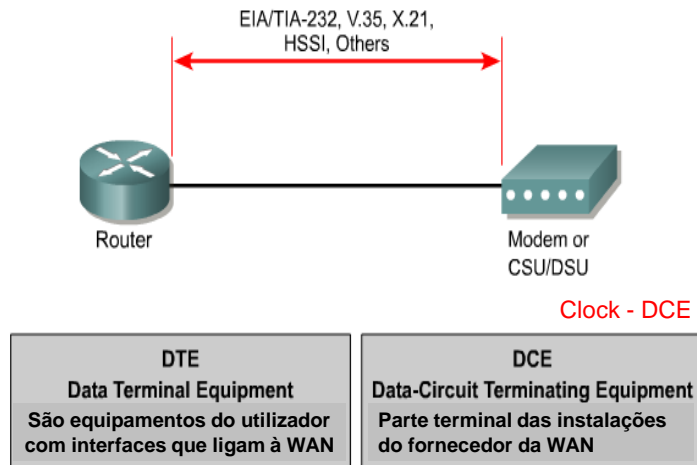 EIA/TIA-232, V.35, X.21,
HSSI, Others
Router
Modem or
CSU/DSU
Clock - DCE
DTE
Data Terminal Equipment
São equipamentos do utilizador
com interfaces que ligam à WAN
DCE
Data-Circuit Terminating Equipment
Parte terminal das instalações
do fornecedor da WAN